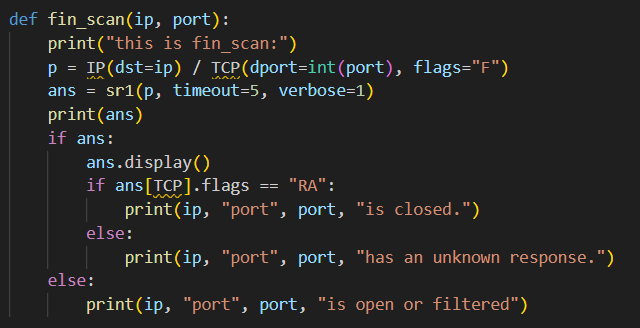 def fin_scan(ip, port):
    print("this is fin_scan:")
    p = IP(dst=ip) / TCP(dport=int(port), flags="F")
    ans = sr1(p, timeout=5, verbose=1)
    print(ans)
    if ans:
        ans.display()
        if ans[TCP].flags == "RA":
            print(ip, "port", port, "is closed.")
        else:
            print(ip, "port", port, "has an unknown response.")
    else:
        print(ip, "port", port, "is open or filtered")